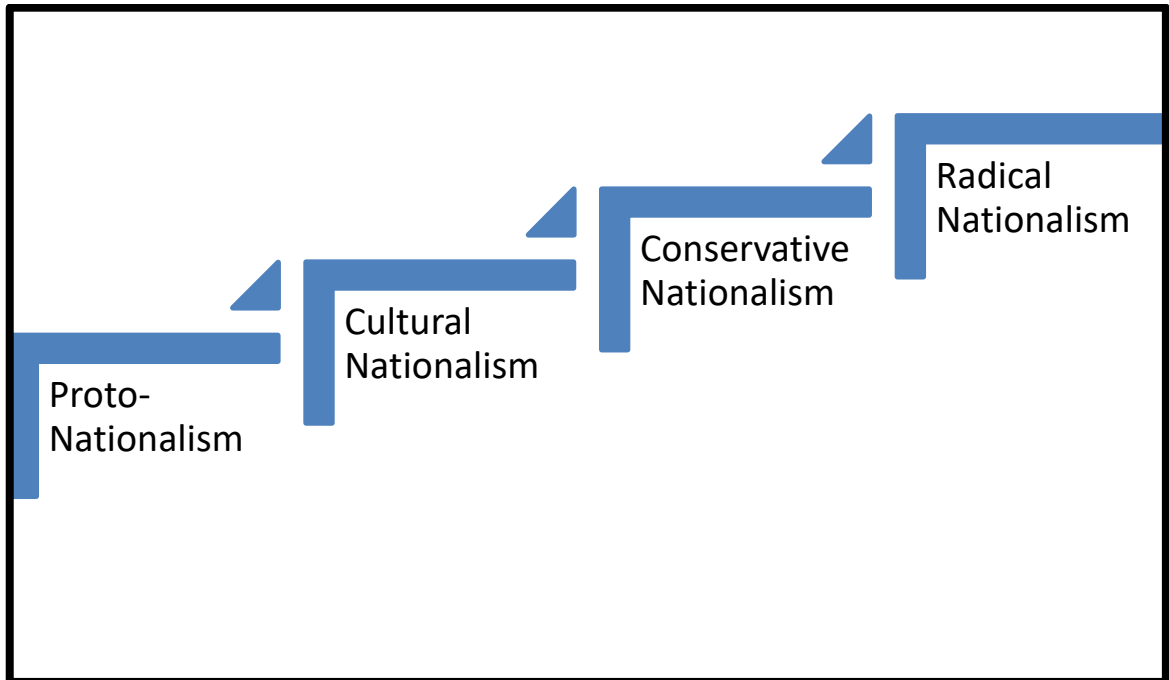 Proto-
Nationalism
Cultural
Nationalism
Conservative
Nationalism
Radical
Nationalism